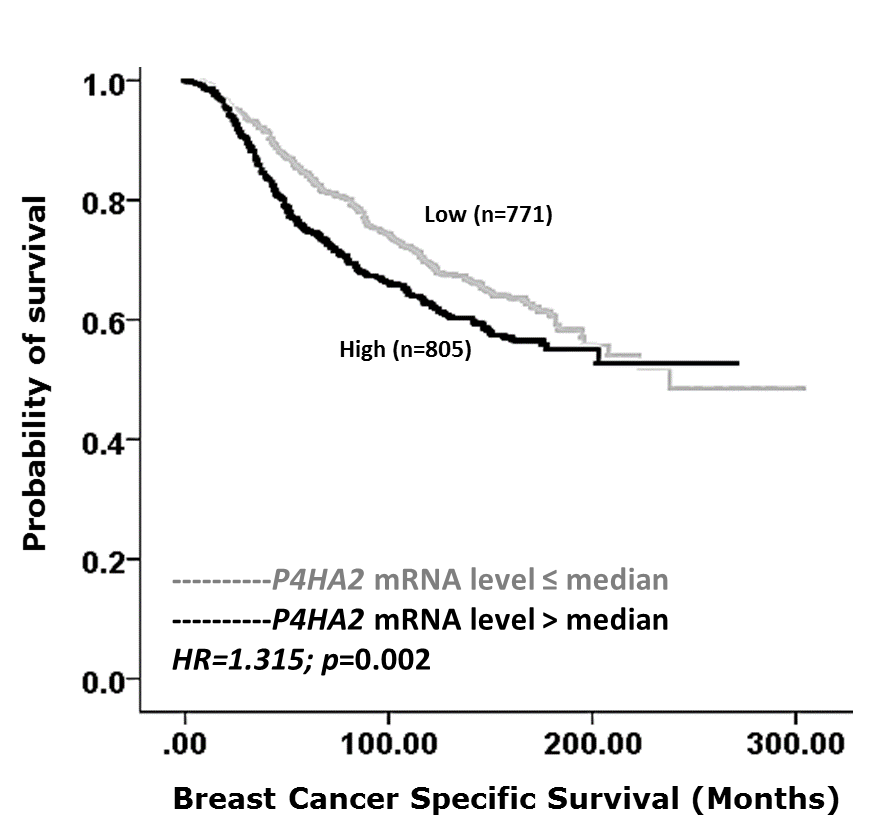 Probability of survival
1.0
0.8
0.6
0.4
0.2
0.0
Low (n=771)
High (n=805)
----------P4HA2 mRNA level ≤ median
----------P4HA2 mRNA level > median
HR=1.315; p=0.002
.00 100.00 200.00 300.00
Breast Cancer Specific Survival (Months)